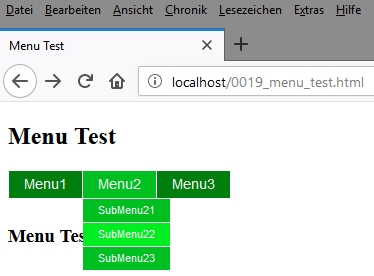 Datei Bearbeiten Ansicht Chronik Lesezeichen Extras Hilfe
Menu Test
localhost/0019_menu_test.html
Menu Test
Menu1 Menu2 Menu3
SubMenu21
Menu Tes SubMenu22
SubMenu23